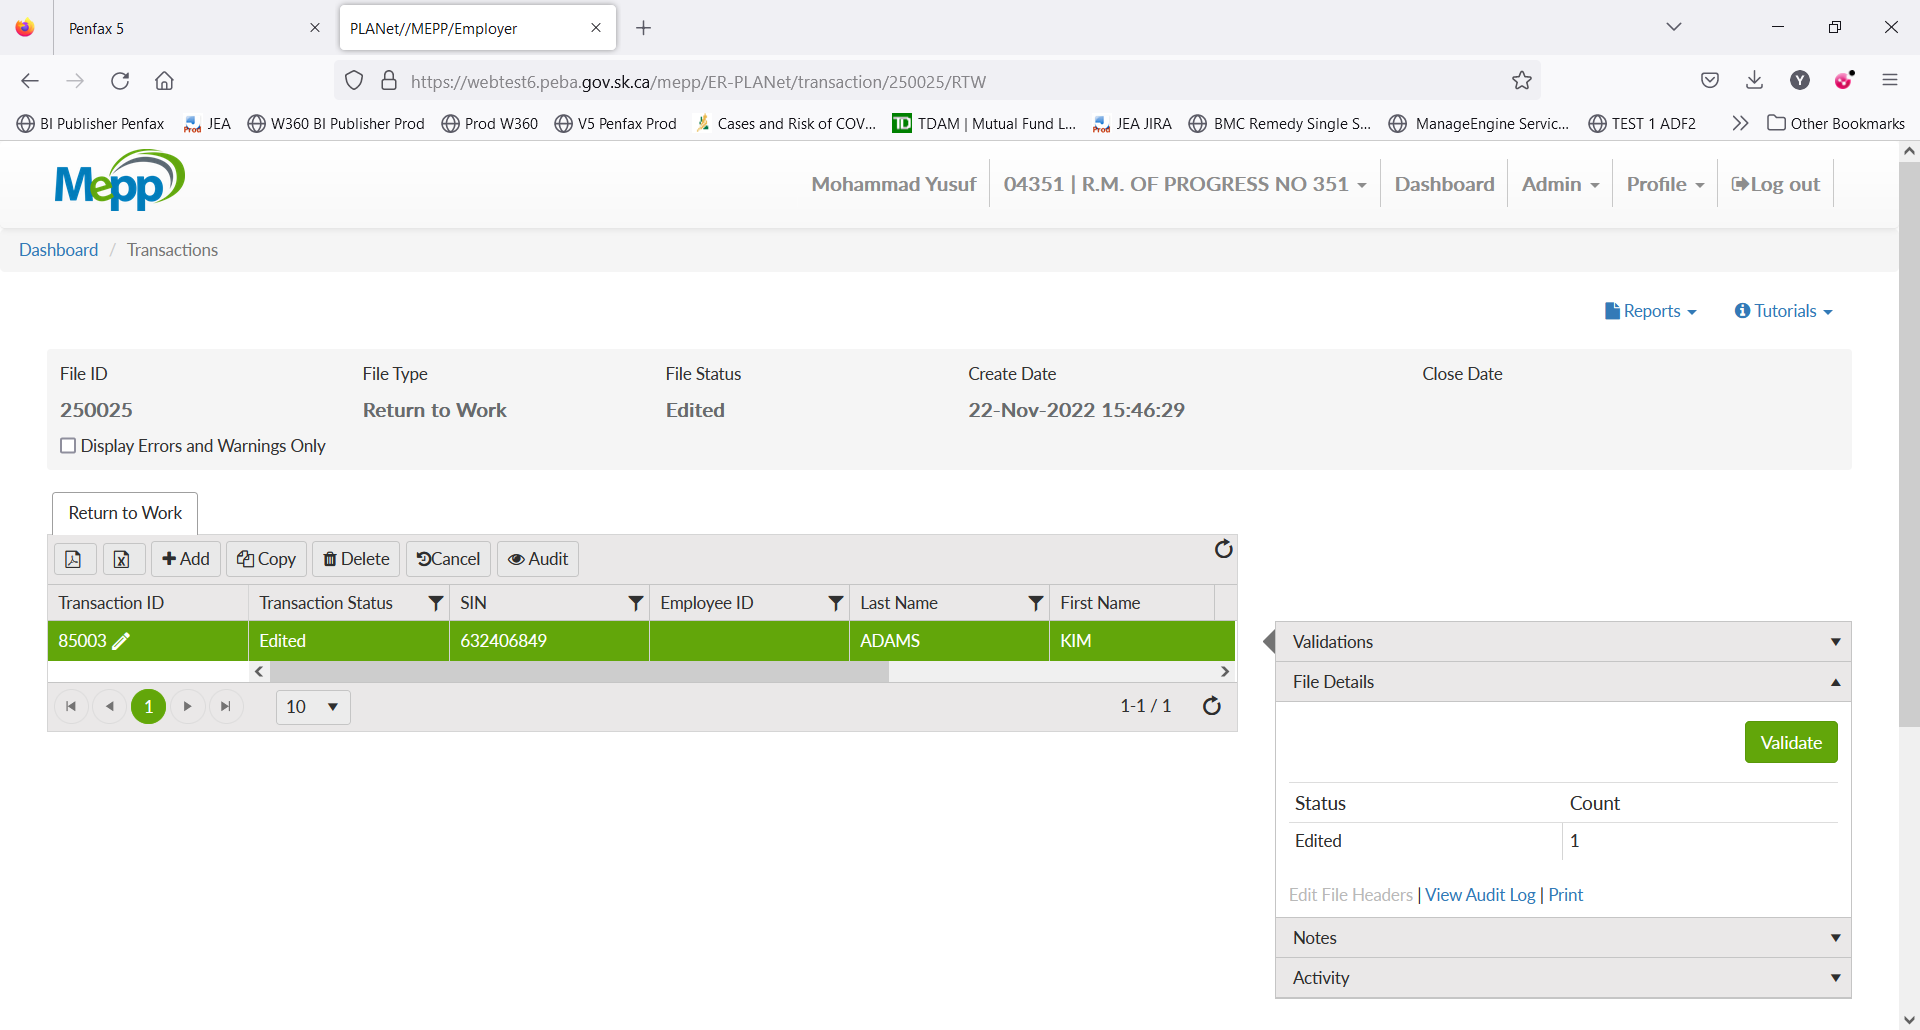 Penfax 5
PLANet//MEPP/Employer
https://webtest6.peba.gov.sk.ca/mepp/ER-PLANet/transaction/250025/RTW
Y
BI Publisher Penfax
Prod JEA
W360 BI Publisher Prod
Prod W360
V5 Penfax Prod
Cases and Risk of COV...
TD TDAM | Mutual Fund L...
Prod JEA JIRA
BMC Remedy Single S...
ManageEngine Servic...
TEST 1 ADF2
Other Bookmarks
Mepp
Mohammad Yusuf
04351 | R.M. OF PROGRESS NO 351
Dashboard
Admin
Profile
Log out
Dashboard / Transactions
Reports
Tutorials
File ID
File Type
File Status
Create Date
Close Date
250025
Return to Work
Edited
22-Nov-2022 15:46:29
Display Errors and Warnings Only
Return to Work
Add
Copy
Delete
Cancel
Audit
Transaction ID
Transaction Status
SIN
Employee ID
Last Name
First Name
85003
Edited
632406849
ADAMS
KIM
1
10
1-1 / 1
Validations
File Details
Validate
Status
Count
Edited
1
Edit File Headers | View Audit Log | Print
Notes
Activity